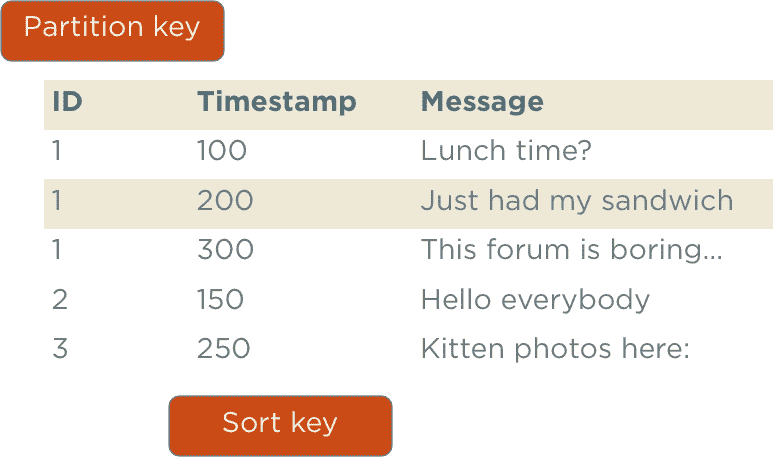 Partition key
ID Timestamp Message
1 100 Lunch time?
1 200 Just had my sandwich
1 300 This forum is boring...
2 150 Hello everybody
3 250 Kitten photos here:
Sort key